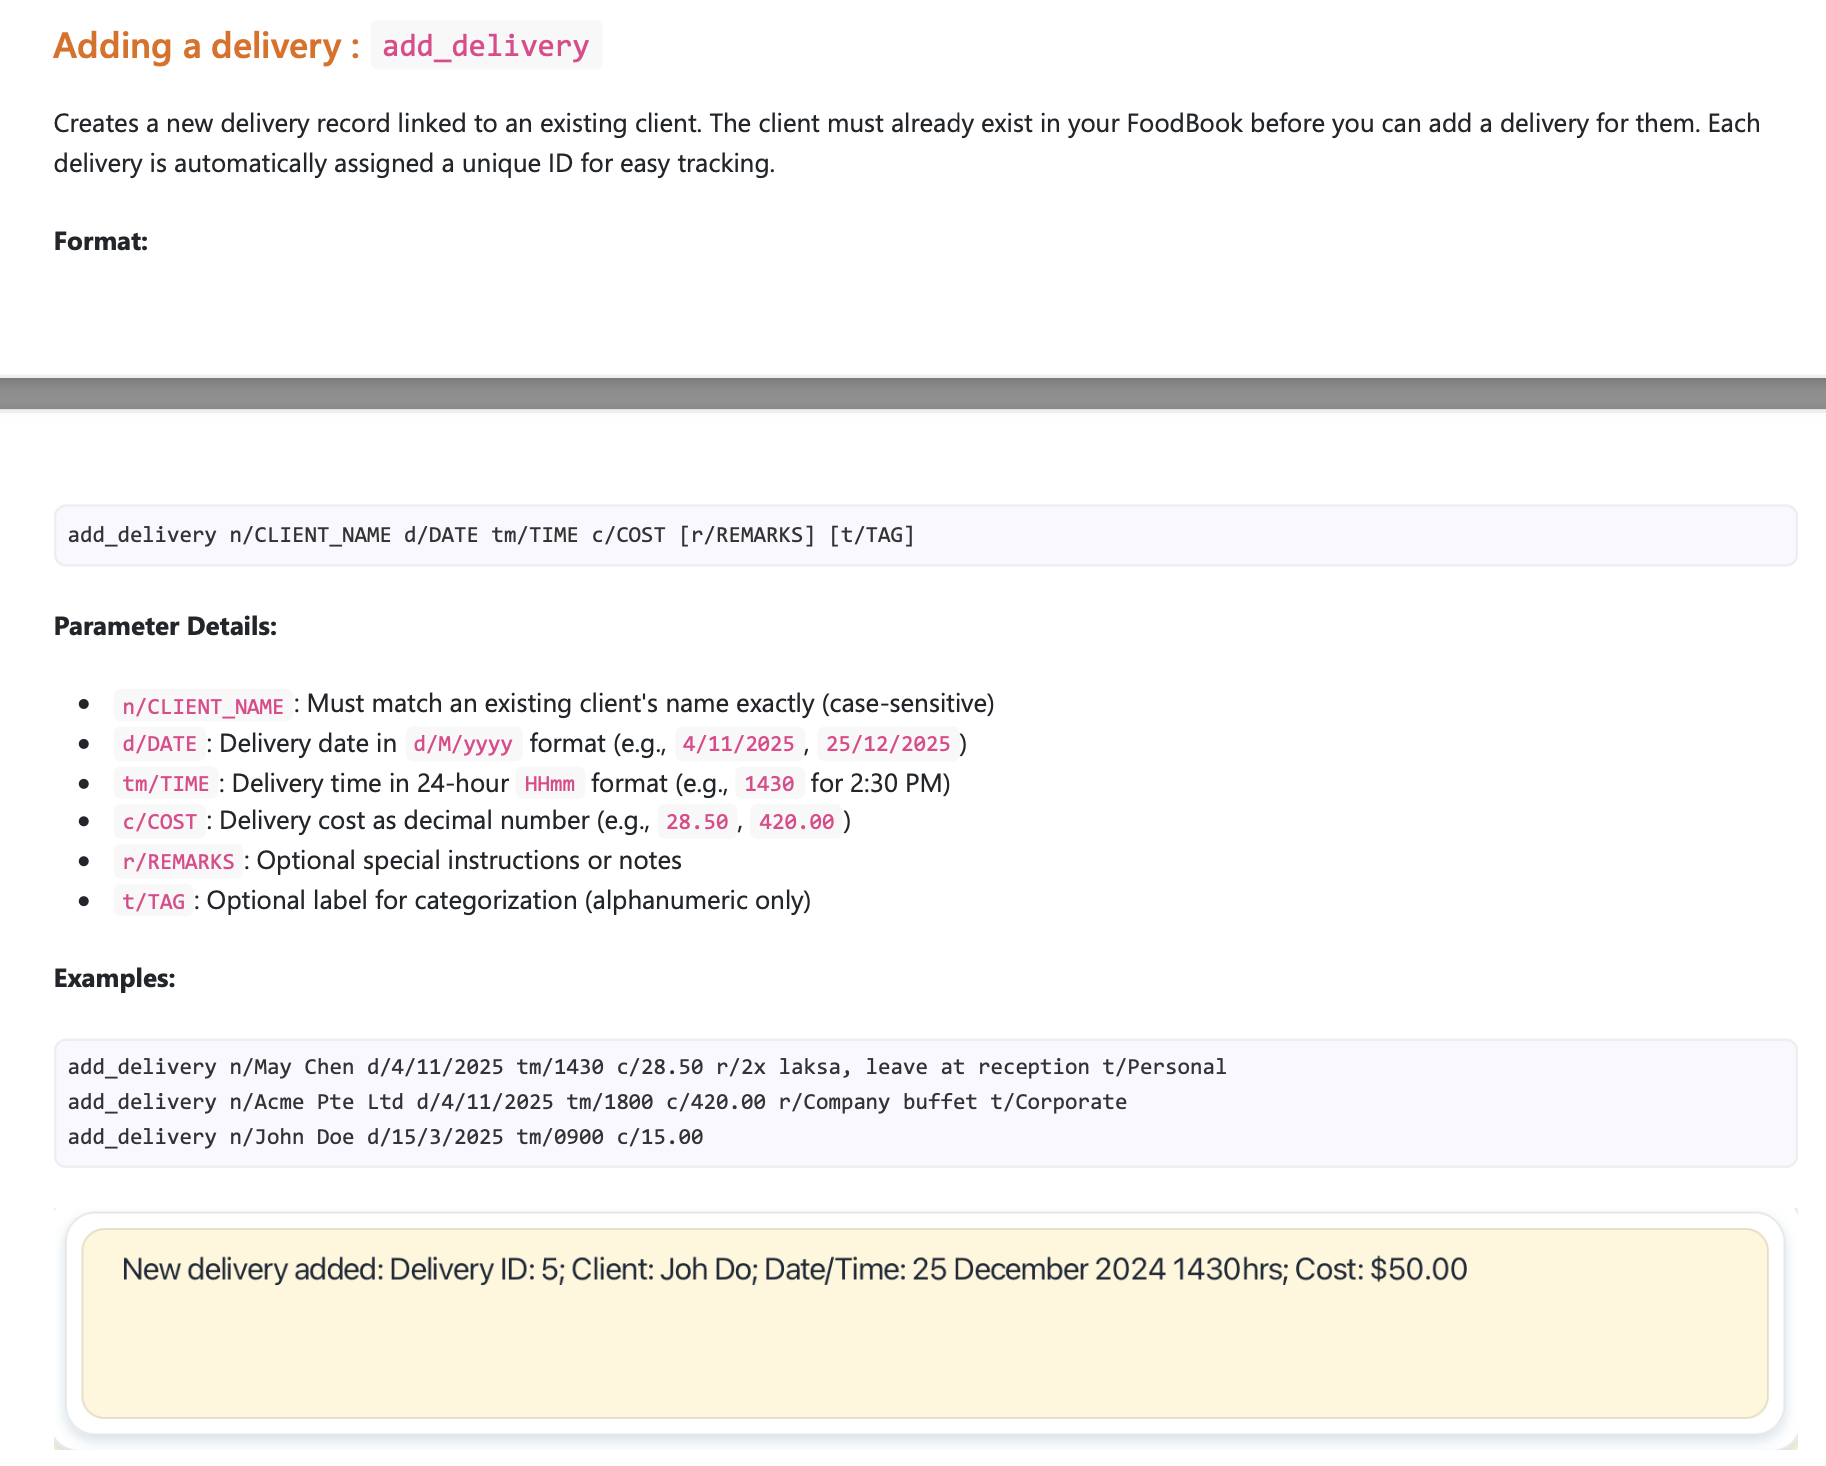 Adding a delivery : add_delivery
Creates a new delivery record linked to an existing client. The client must already exist in your FoodBook before you can add a delivery for them. Each
delivery is automatically assigned a unique ID for easy tracking.
Format:
add_delivery n/CLIENT_NAME d/DATE tm/TIME c/COST [r/REMARKS] [t/TAG]
Parameter Details:
• n/CLIENT_NAME : Must match an existing client's name exactly (case-sensitive)
• d/DATE : Delivery date in d/M/yyyy format (e.g., 4/11/2025 , 25/12/2025 )
• tm/TIME : Delivery time in 24-hour HHmm format (e.g., 1430 for 2:30 PM)
• c/COST : Delivery cost as decimal number (e.g., 28.50 , 420.00 )
• r/REMARKS : Optional special instructions or notes
• t/TAG : Optional label for categorization (alphanumeric only)
Examples:
add_delivery n/May Chen d/4/11/2025 tm/1430 c/28.50 r/2x laksa, leave at reception t/Personal
add_delivery n/Acme Pte Ltd d/4/11/2025 tm/1800 c/420.00 r/Company buffet t/Corporate
add_delivery n/John Doe d/15/3/2025 tm/0900 c/15.00
New delivery added: Delivery ID: 5; Client: Joh Do; Date/Time: 25 December 2024 1430hrs; Cost: $50.00